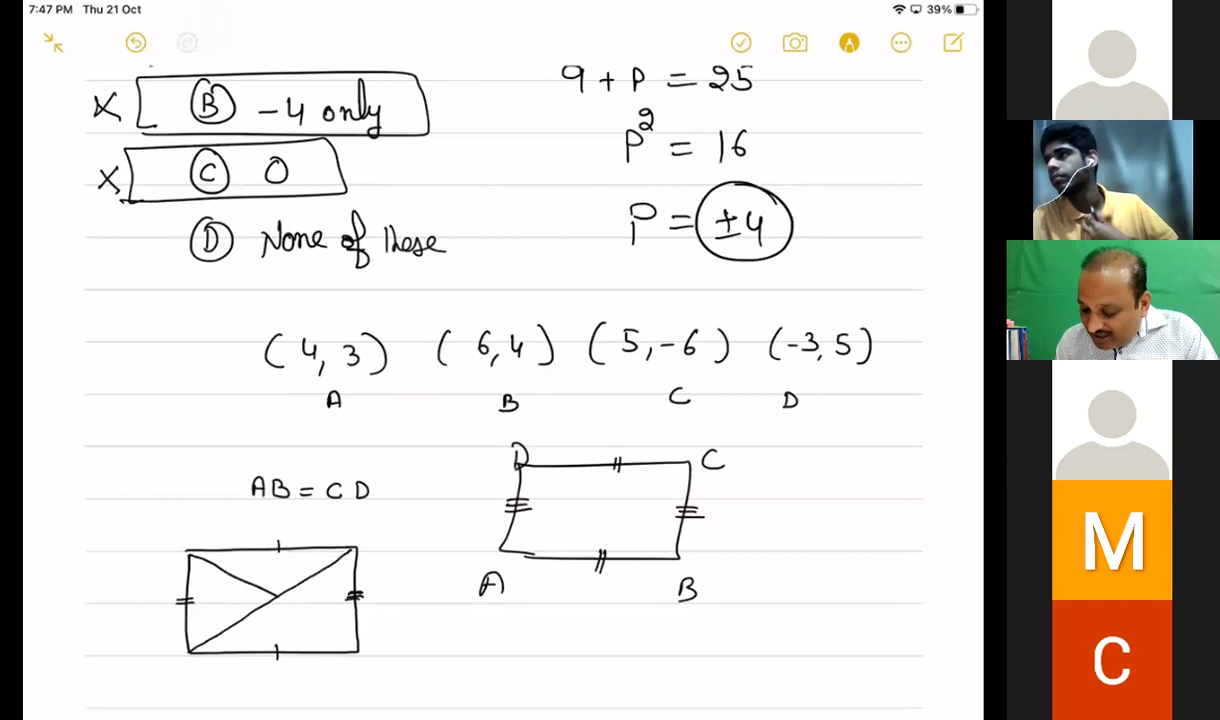 7:47 PM Thu 21 Oct
39%
× B -4 only
× C 0
D None of these
9 + P = 25
P² = 16
P = ±4
(4, 3) (6, 4) (5, -6) (-3, 5)
A B C D
AB = CD
D C
A B
M
C